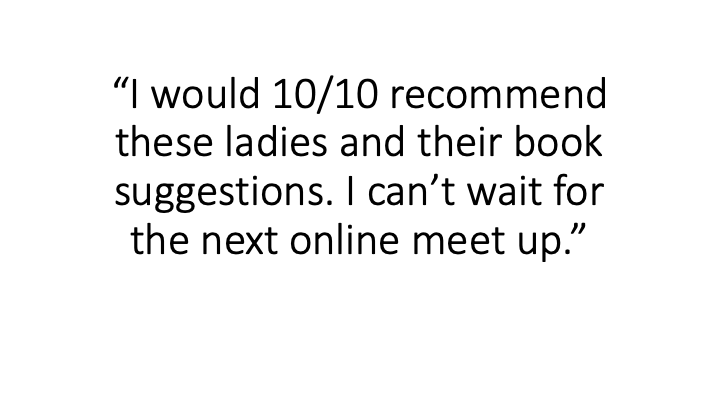 “I would 10/10 recommend
these ladies and their book
suggestions. I can’t wait for
the next online meet up.”